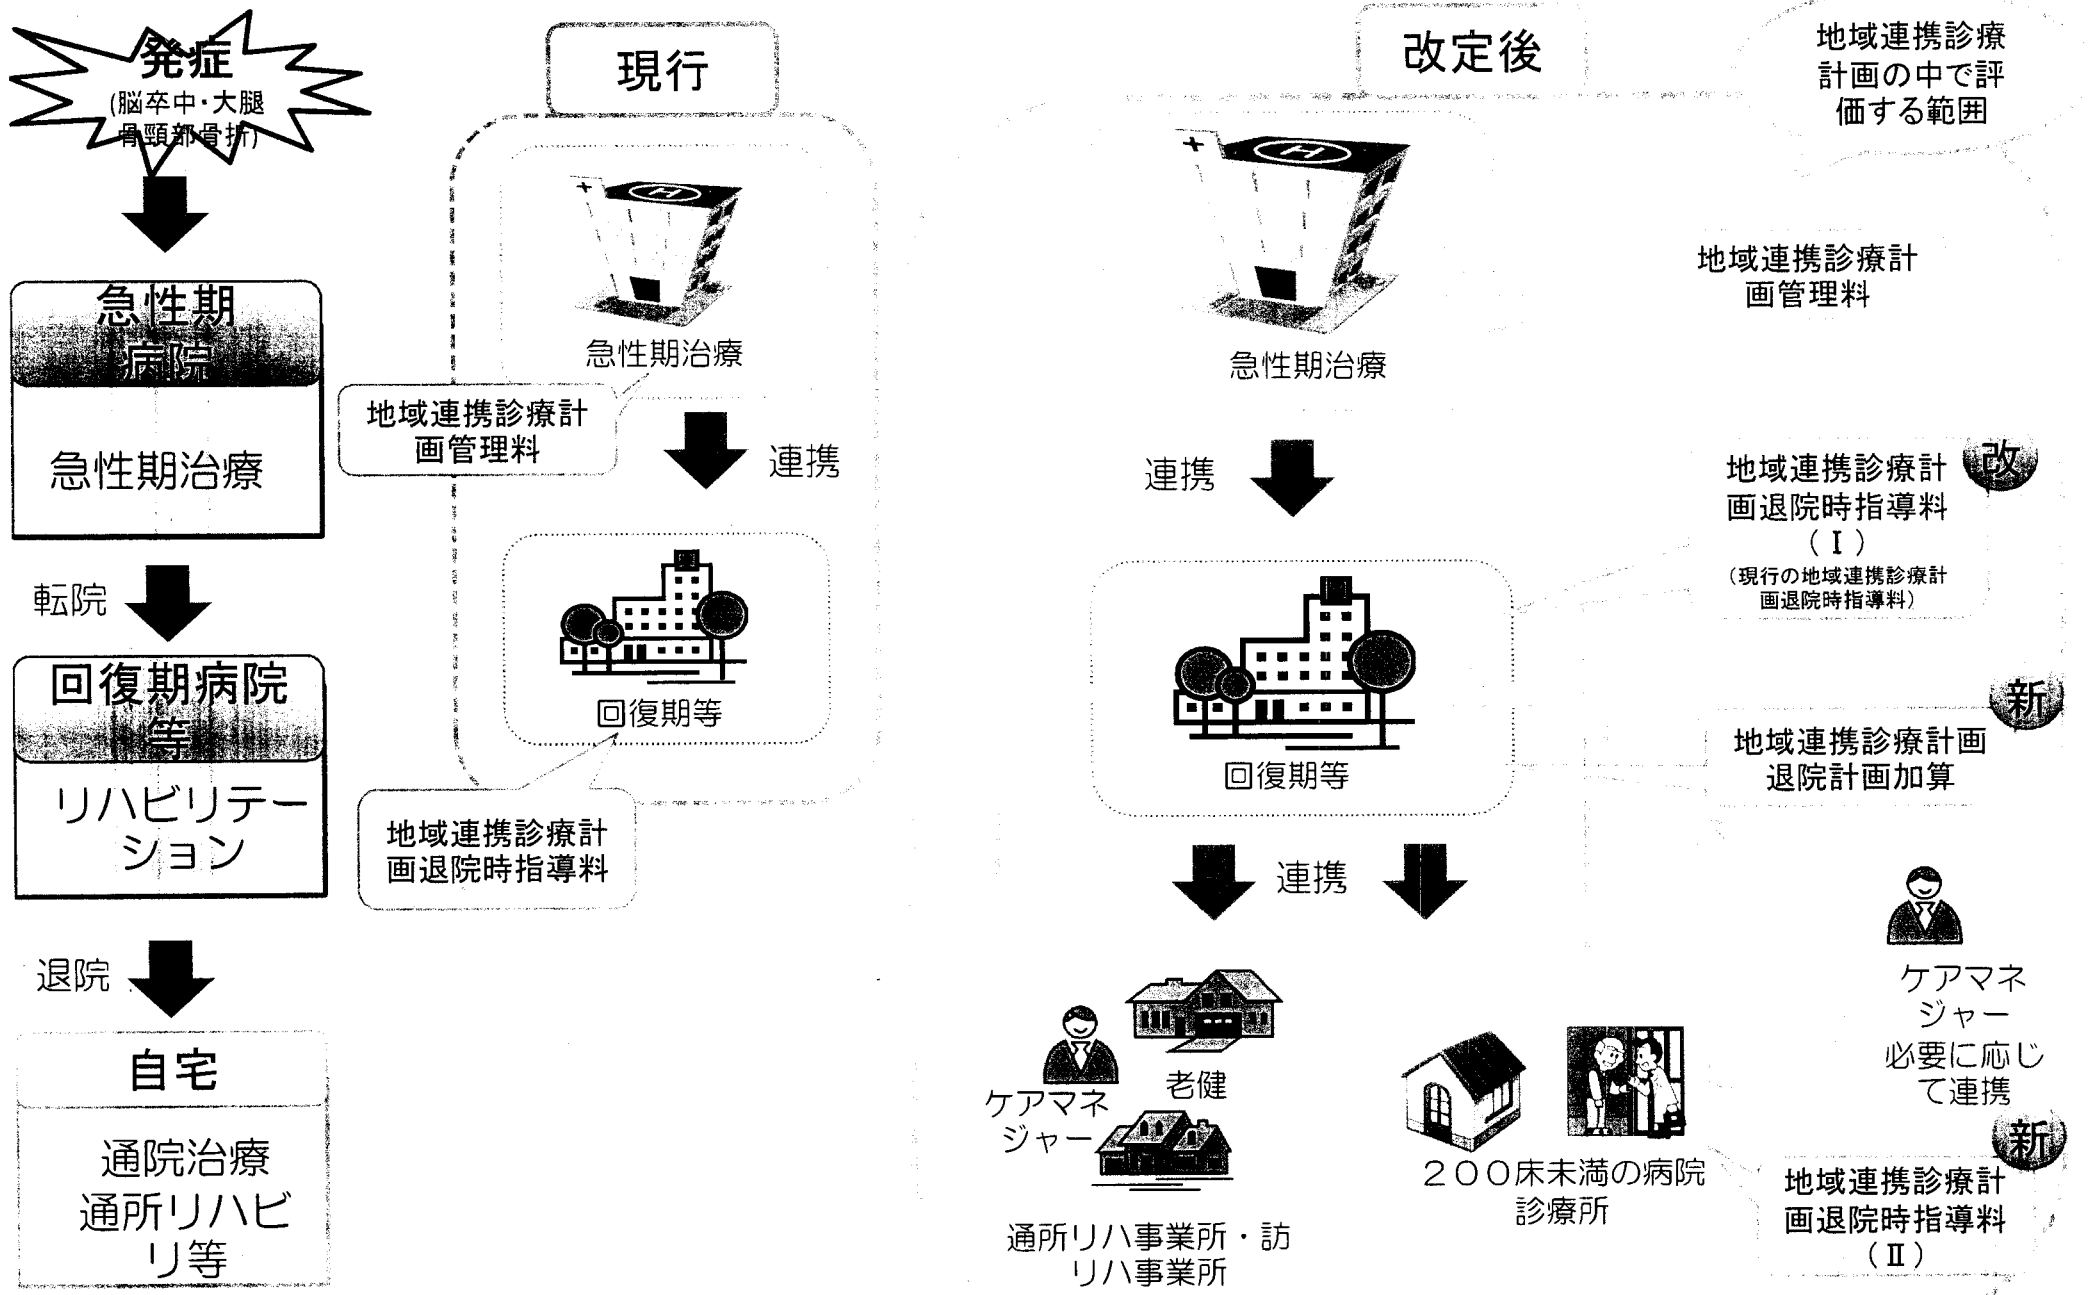 発症
(脳卒中・大腿
骨頸部骨折)
急性期
病院
急性期治療
転院
回復期病院
等
リハビリテー
ション
退院
自宅
通院治療
通所リハビ
リ等
現行
急性期治療
地域連携診療計
画管理料
連携
回復期等
地域連携診療計
画退院時指導料
改定後
地域連携診療
計画の中で評
価する範囲
急性期治療
地域連携診療計
画管理料
連携
改
地域連携診療計
画退院時指導料
(Ⅰ)
(現行の地域連携診療計
画退院時指導料)
回復期等
新
地域連携診療計画
退院計画加算
連携
ケアマネ
ジャー
老健
通所リハ事業所・訪
リハ事業所
200床未満の病院
診療所
ケアマネ
ジャー
必要に応じ
て連携
新
地域連携診療計
画退院時指導料
(Ⅱ)